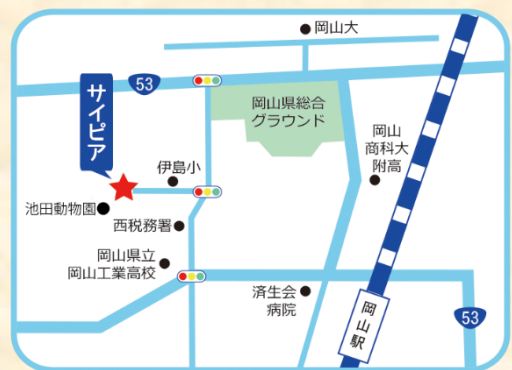 岡山大
53
サイピア
岡山県総合
グラウンド
岡山
商科大
附高
伊島小
池田動物園
西税務署
岡山県立
岡山工業高校
済生会
病院
岡山駅
53